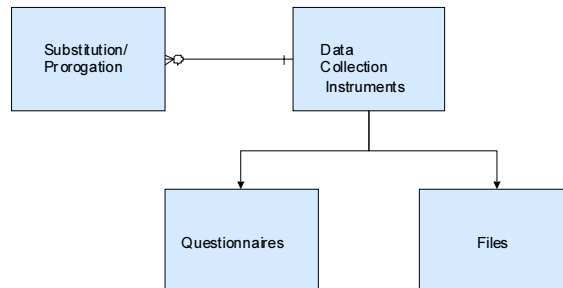 Substitution/
Prorogation
Data
Collection
Instruments
Questionnaires
Files